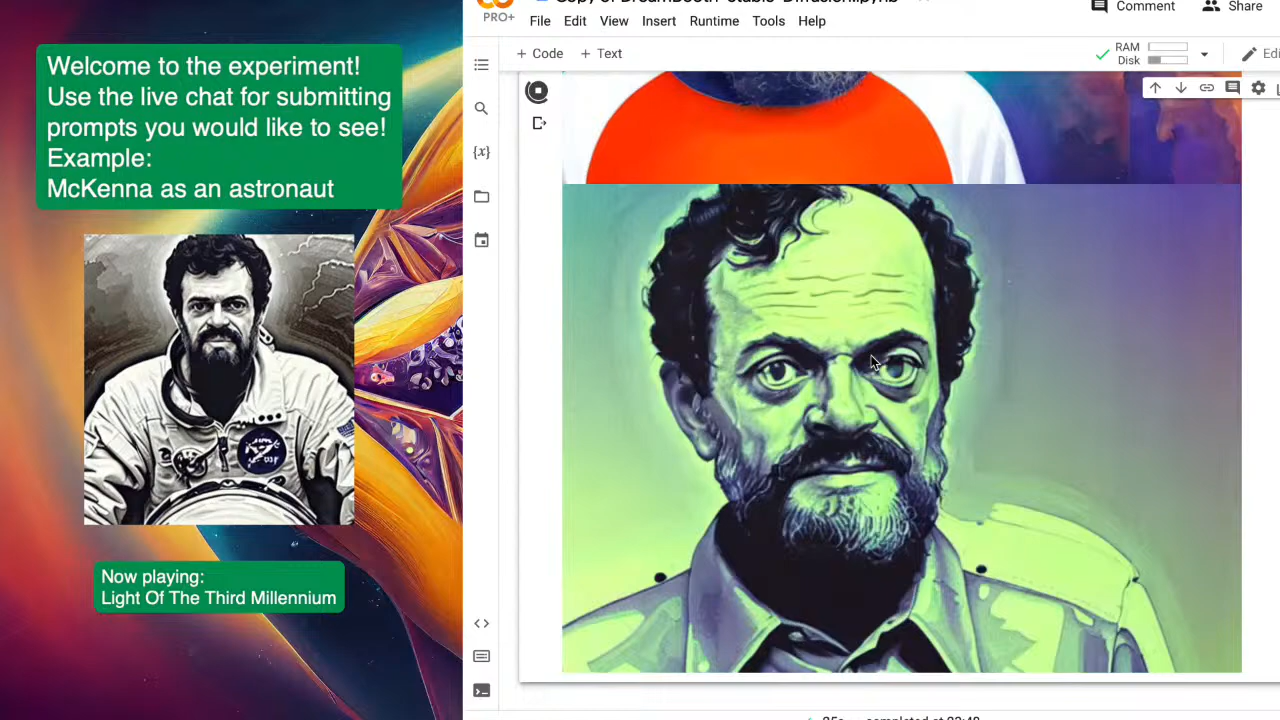 Welcome to the experiment!
Use the live chat for submitting
prompts you would like to see!
Example:
McKenna as an astronaut
Now playing:
Light Of The Third Millennium
PRO+
File Edit View Insert Runtime Tools Help
Comment Share
+ Code + Text
RAM
Disk
Edi
{x}